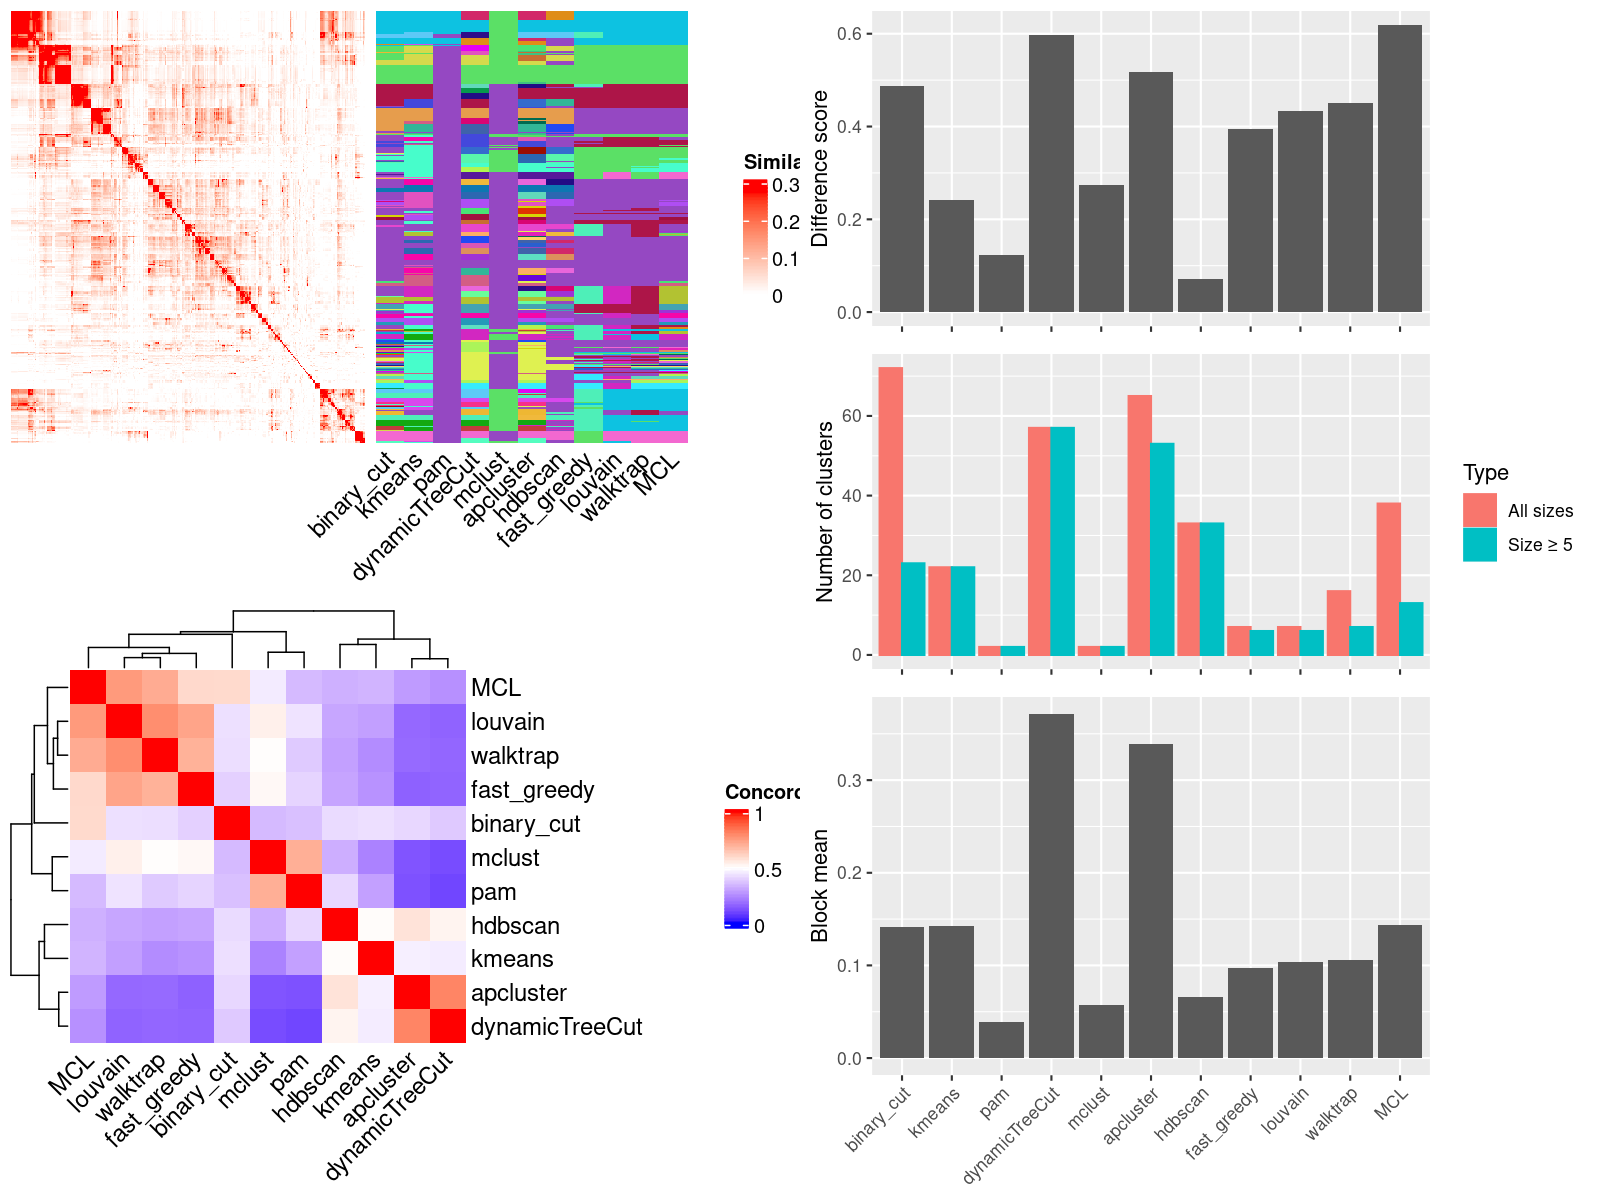 Simila
0.3
0.2
0.1
0
binary_cut
kmeans
pam
dynamicTreeCut
mclust
apcluster
hdbscan
fast_greedy
louvain
walktrap
MCL
MCL
louvain
walktrap
fast_greedy
binary_cut
mclust
pam
hdbscan
kmeans
apcluster
dynamicTreeCut
Concord
1
0.5
0
MCL
louvain
walktrap
fast_greedy
binary_cut
mclust
pam
hdbscan
kmeans
apcluster
dynamicTreeCut
Difference score
0.6
0.4
0.2
0.0
Number of clusters
60
40
20
0
Type
All sizes
Size ≥ 5
Block mean
0.3
0.2
0.1
0.0
binary_cut
kmeans
pam
dynamicTreeCut
mclust
apcluster
hdbscan
fast_greedy
louvain
walktrap
MCL